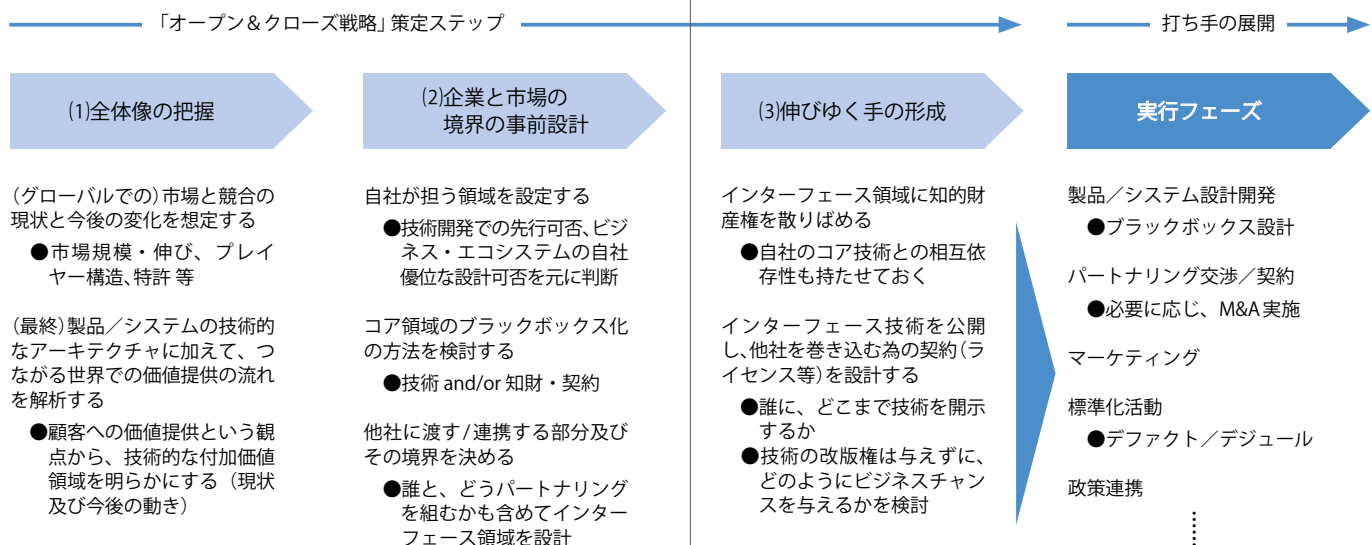 「オープン＆クローズ戦略」策定ステップ
打ち手の展開
⑴全体像の把握
⑵企業と市場の
境界の事前設計
⑶伸びゆく手の形成
実行フェーズ
（グローバルでの）市場と競合の
現状と今後の変化を想定する
●市場規模・伸び、プレイ
ヤー構造、特許 等
（最終）製品／システムの技術的
なアーキテクチャに加えて、つ
ながる世界での価値提供の流れ
を解析する
●顧客への価値提供という観
点から、技術的な付加価値
領域を明らかにする（現状
及び今後の動き）
自社が担う領域を設定する
●技術開発での先行可否、ビジ
ネス・エコシステムの自社
優位な設計可否を元に判断
コア領域のブラックボックス化
の方法を検討する
●技術 and/or 知財・契約
他社に渡す/連携する部分及び
その境界を決める
●誰と、どうパートナリング
を組むかも含めてインター
フェース領域を設計
インターフェース領域に知的財
産権を散りばめる
●自社のコア技術との相互依
存性も持たせておく
インターフェース技術を公開
し、他社を巻き込む為の契約（ラ
イセンス等）を設計する
●誰に、どこまで技術を開示
するか
●技術の改版権は与えずに、
どのようにビジネスチャン
スを与えるかを検討
製品／システム設計開発
●ブラックボックス設計
パートナリング交渉／契約
●必要に応じ、M&A 実施
マーケティング
標準化活動
●デファクト／デジュール
政策連携